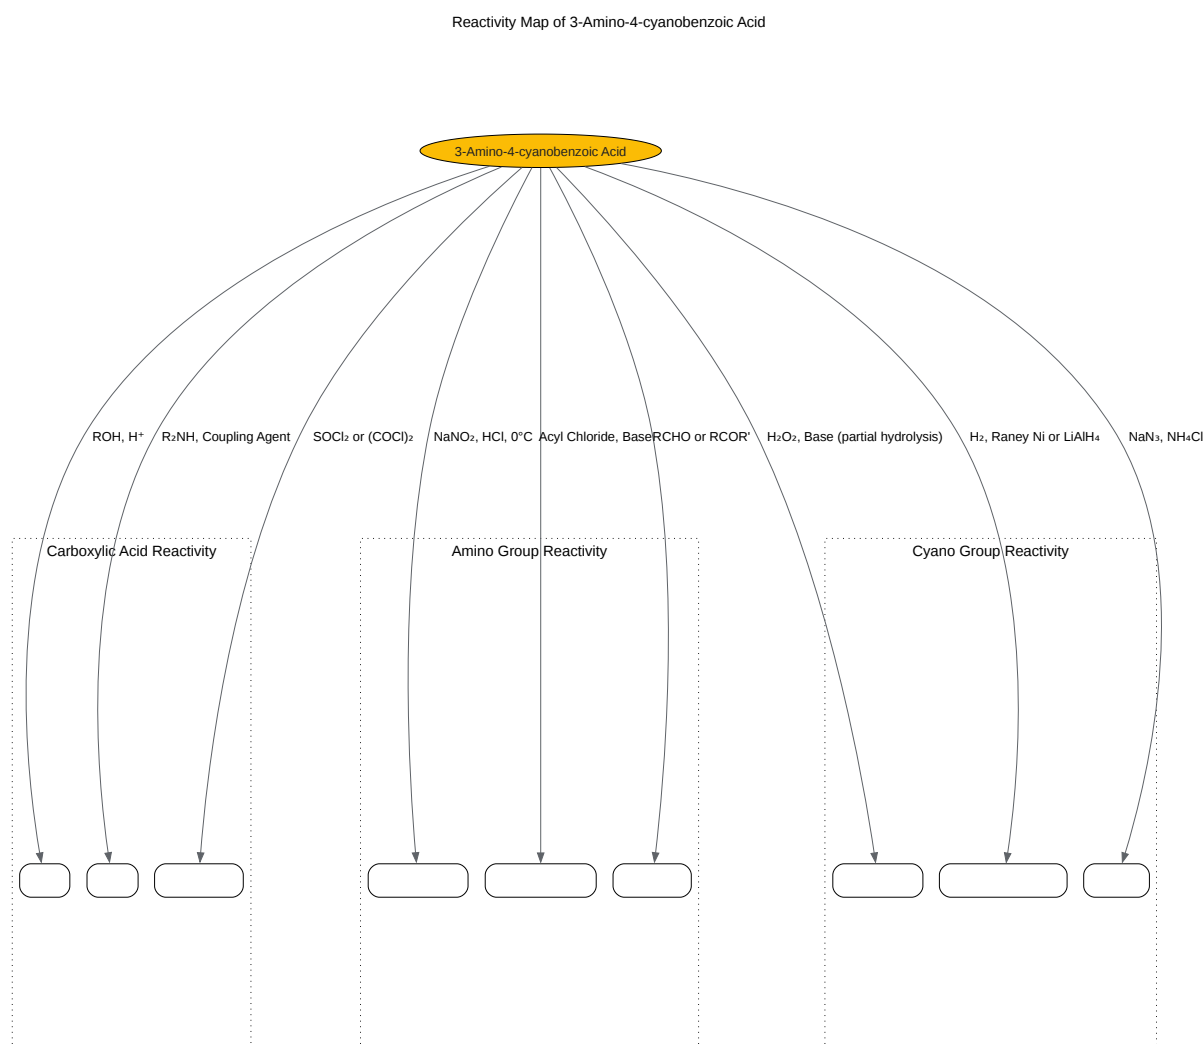 Reactivity Map of 3-Amino-4-cyanobenzoic Acid
3-Amino-4-cyanobenzoic Acid
ROH, H⁺
R₂NH, Coupling Agent
SOCl₂ or (COCl)₂
NaNO₂, HCl, 0°C
Acyl Chloride, Base
RCHO or RCOR'
H₂O₂, Base (partial hydrolysis)
H₂, Raney Ni or LiAlH₄
NaN₃, NH₄Cl
Carboxylic Acid Reactivity
Amino Group Reactivity
Cyano Group Reactivity